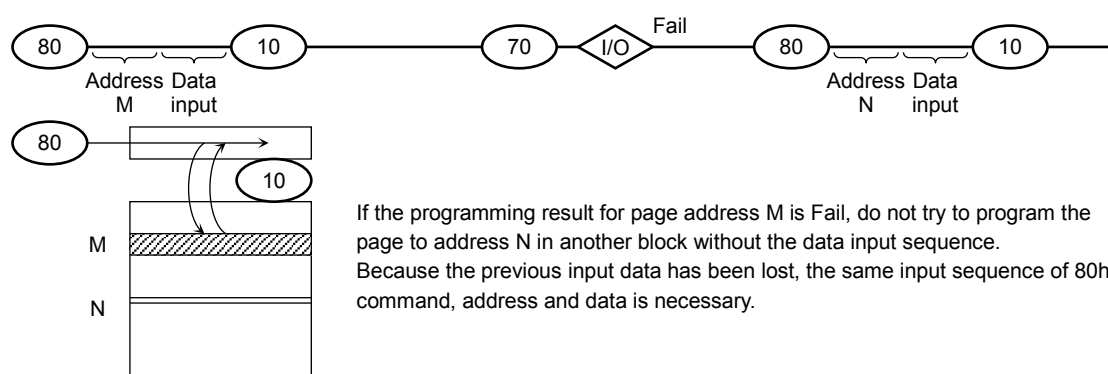 80 10 70 I/O Fail 80 10
Address Data Address Data
M input N input
80
10
M
N
If the programming result for page address M is Fail, do not try to program the
page to address N in another block without the data input sequence.
Because the previous input data has been lost, the same input sequence of 80h
command, address and data is necessary.